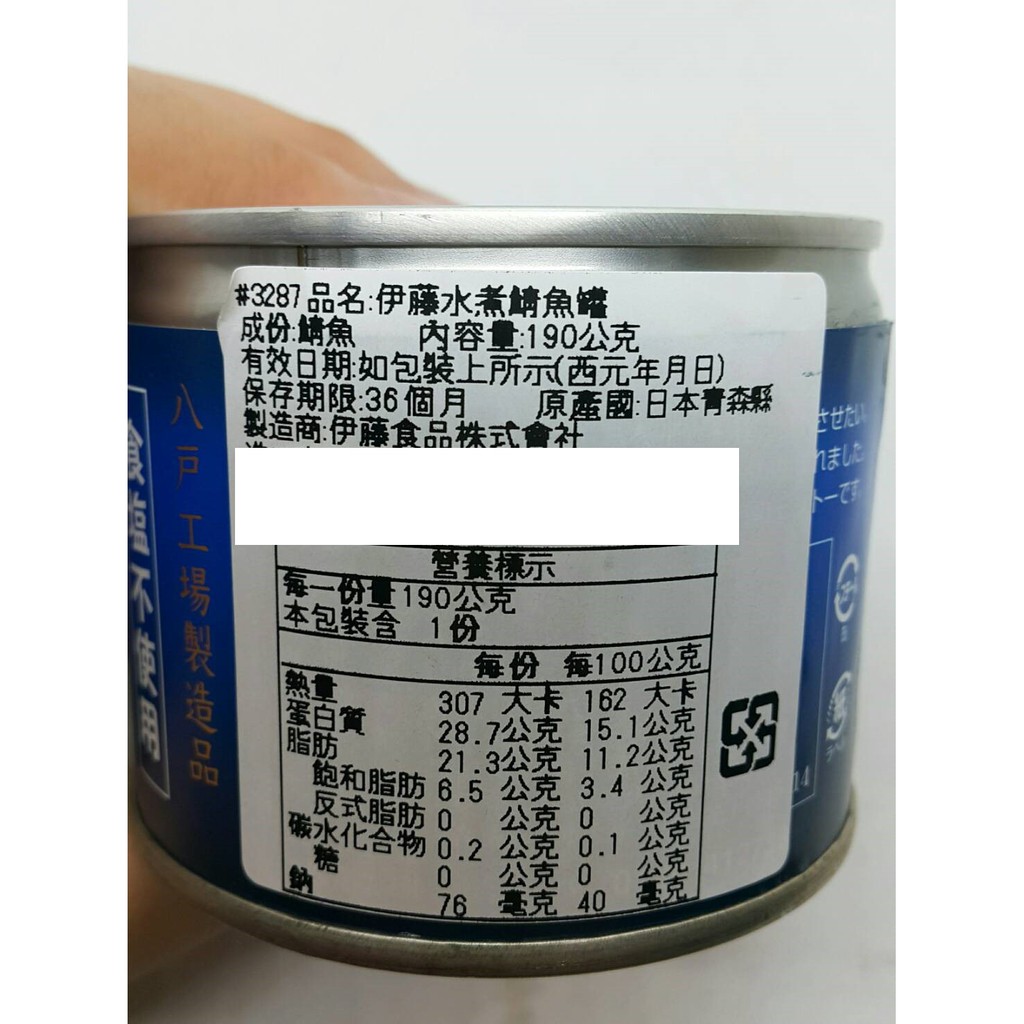 #3287品名:伊藤水煮鯖魚罐
成份:鯖魚 內容量:190公克
有效日期:如包裝上所示(西元年月日)
保存期限:36個月 原產國:日本青森縣
製造商:伊藤食品株式會社
營養標示
每一份量190公克
本包裝含 1份
每份 每100公克
熱量 307 大卡 162 大卡
蛋白質 28.7公克 15.1公克
脂肪 21.3公克 11.2公克
飽和脂肪 6.5 公克 3.4 公克
反式脂肪 0 公克 0 公克
碳水化合物 0.2 公克 0.1 公克
糖 0 公克 0 公克
鈉 76 毫克 40 毫克
食塩不使用
八戸工場製造品
させたい
れました
トーです
14